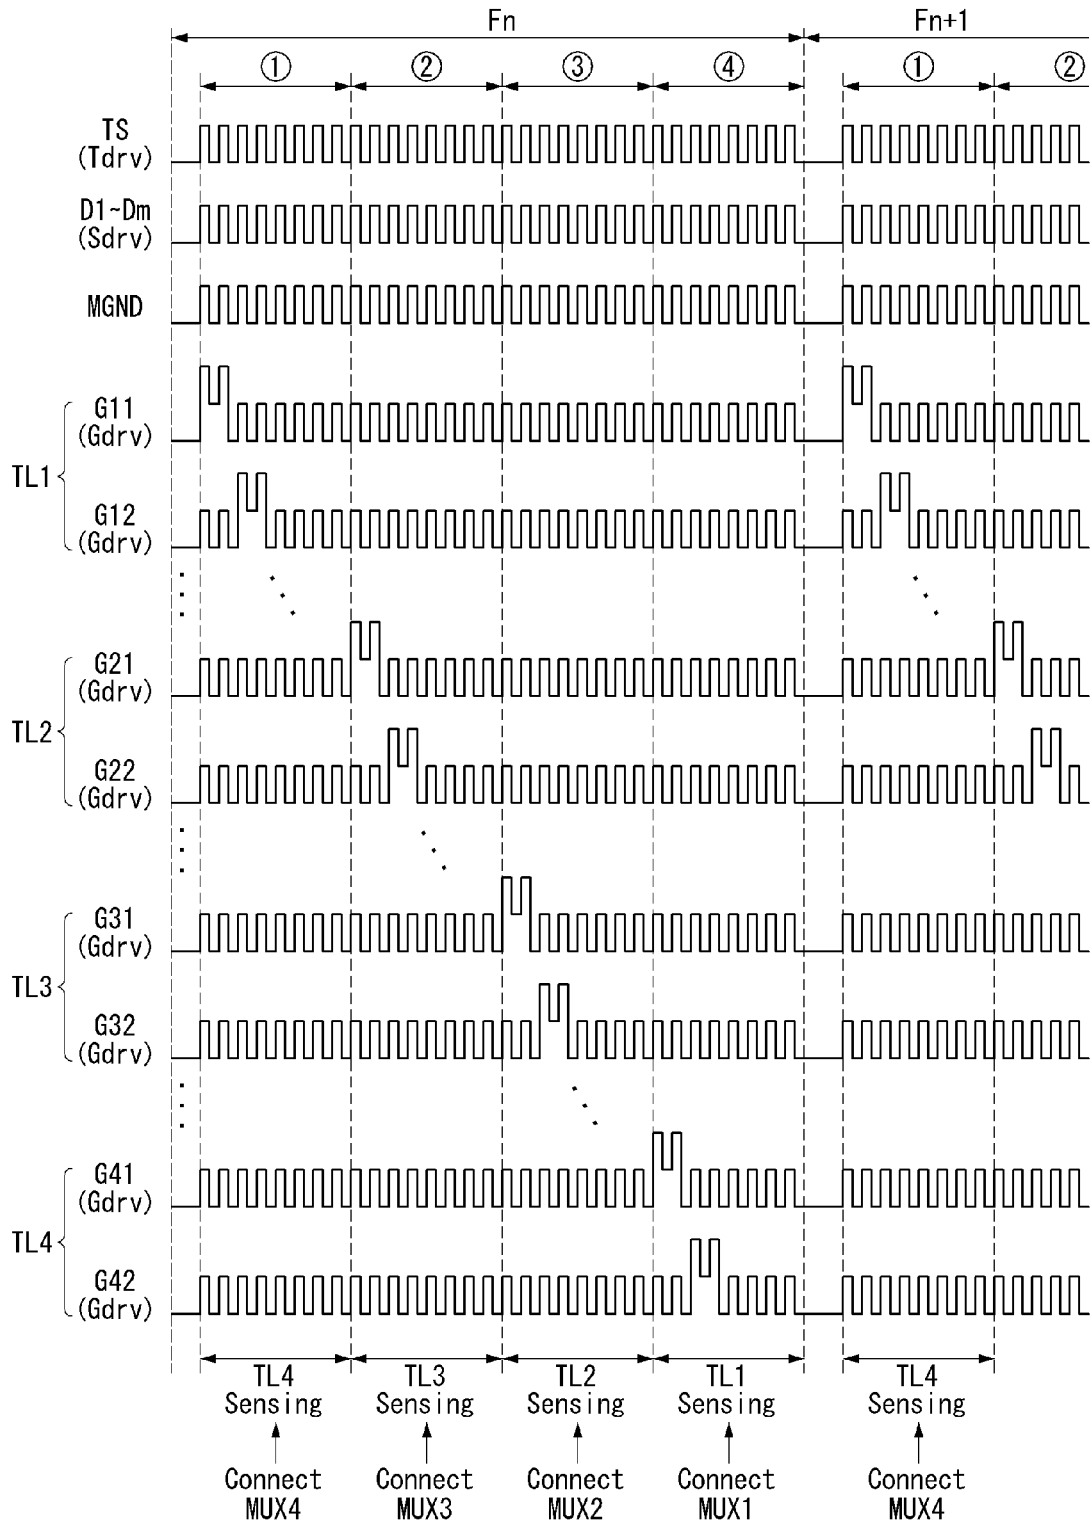 Fn Fn+1
① ② ③ ④ ① ②
TS
(Tdrv)
D1~Dm
(Sdrv)
MGND
G11
(Gdrv)
TL1
G12
(Gdrv)
G21
(Gdrv)
TL2
G22
(Gdrv)
G31
(Gdrv)
TL3
G32
(Gdrv)
G41
(Gdrv)
TL4
G42
(Gdrv)
TL4 TL3 TL2 TL1 TL4
Sensing Sensing Sensing Sensing Sensing
Connect Connect Connect Connect Connect
MUX4 MUX3 MUX2 MUX1 MUX4